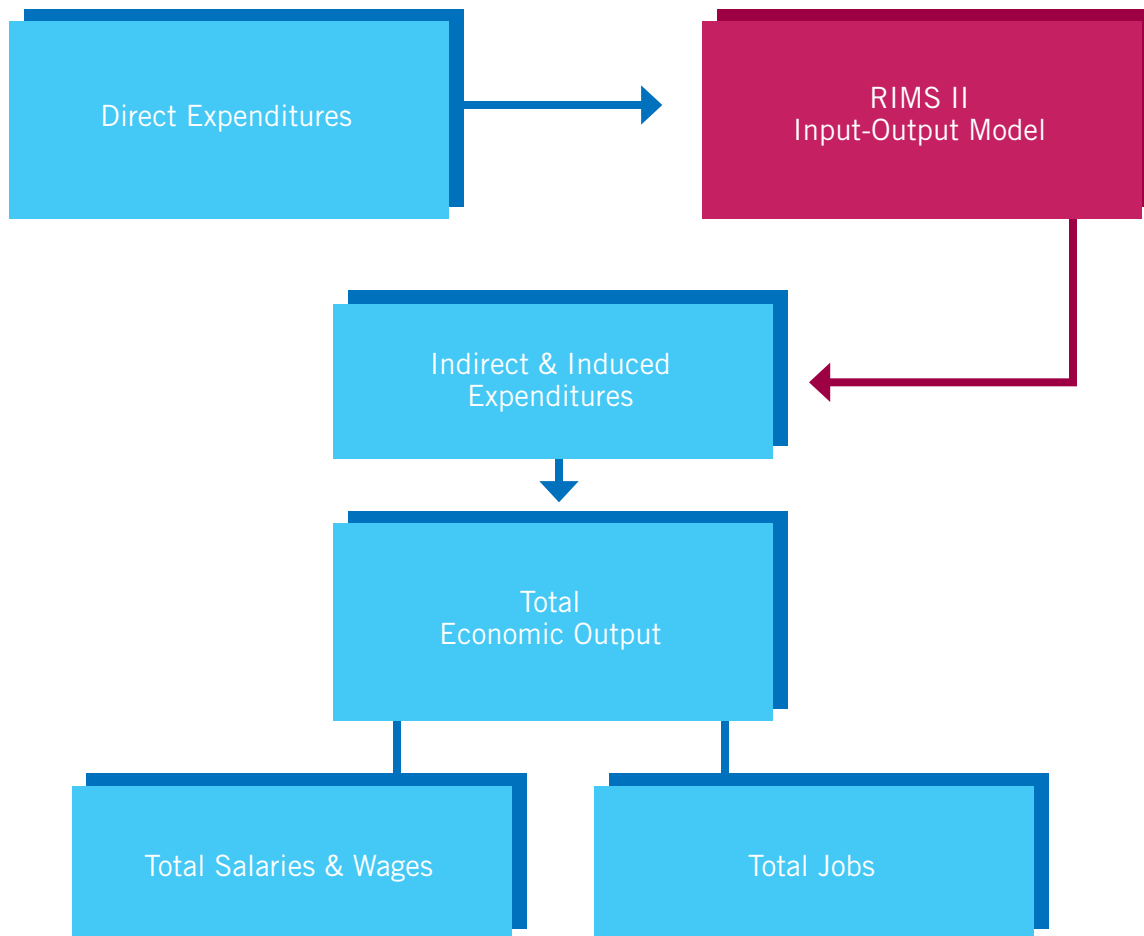 Direct Expenditures
RIMS II
Input-Output Model
Indirect & Induced
Expenditures
Total
Economic Output
Total Salaries & Wages
Total Jobs